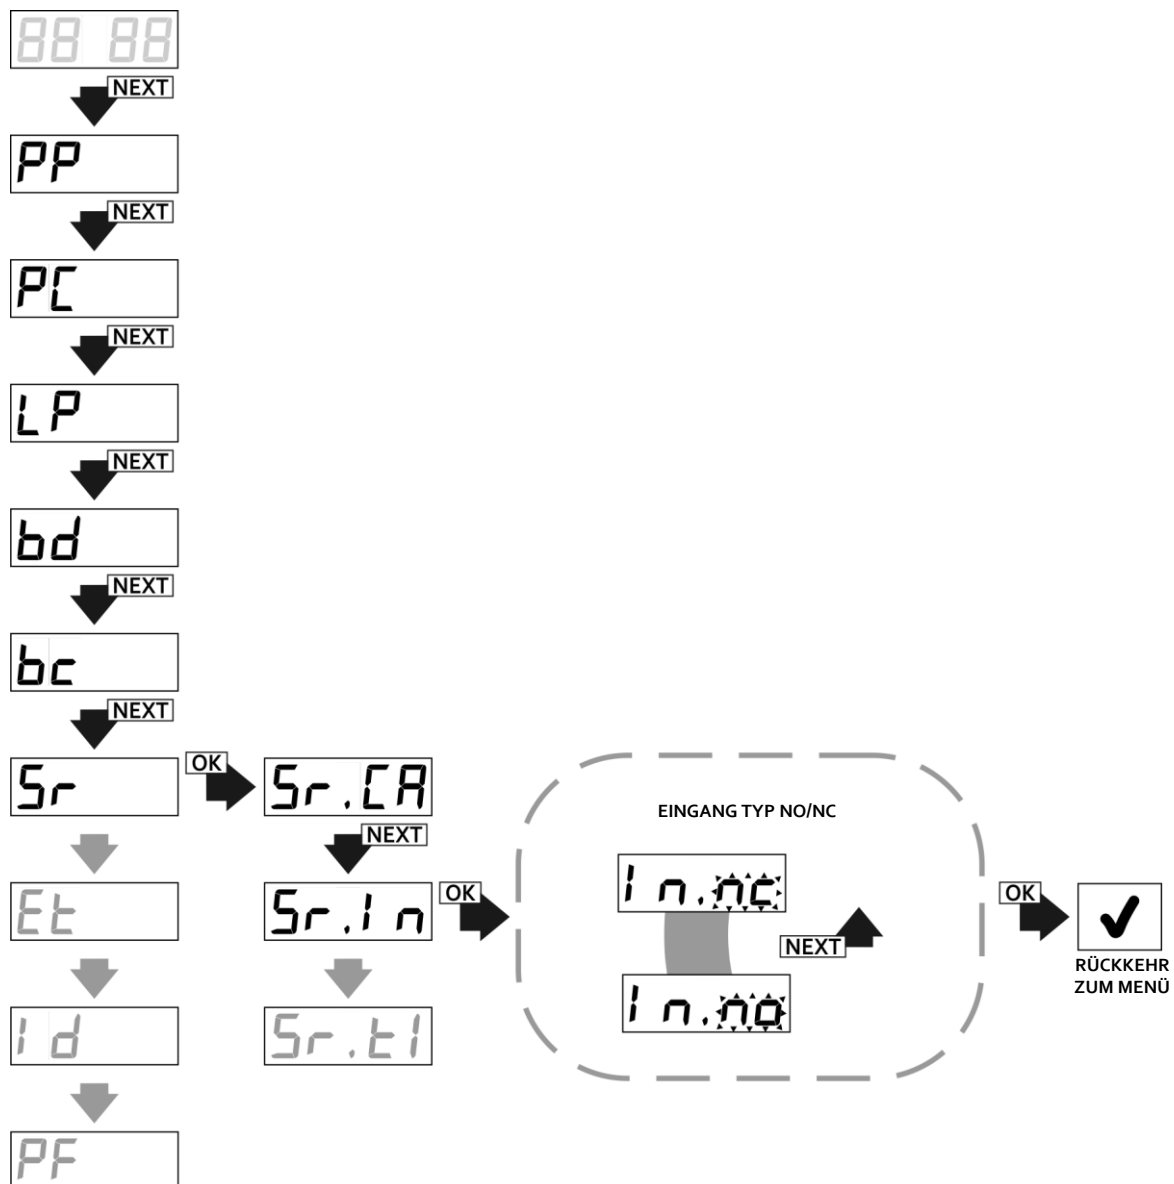 88 88
NEXT
PP
NEXT
PC
NEXT
LP
NEXT
bd
NEXT
bc
NEXT
Sr
OK
Sr.CA
NEXT
EINGANG TYP NO/NC
Et
Sr.In
OK
In.nc
NEXT
In.no
OK
RÜCKKEHR
ZUM MENÜ
Id
Sr.tI
PF